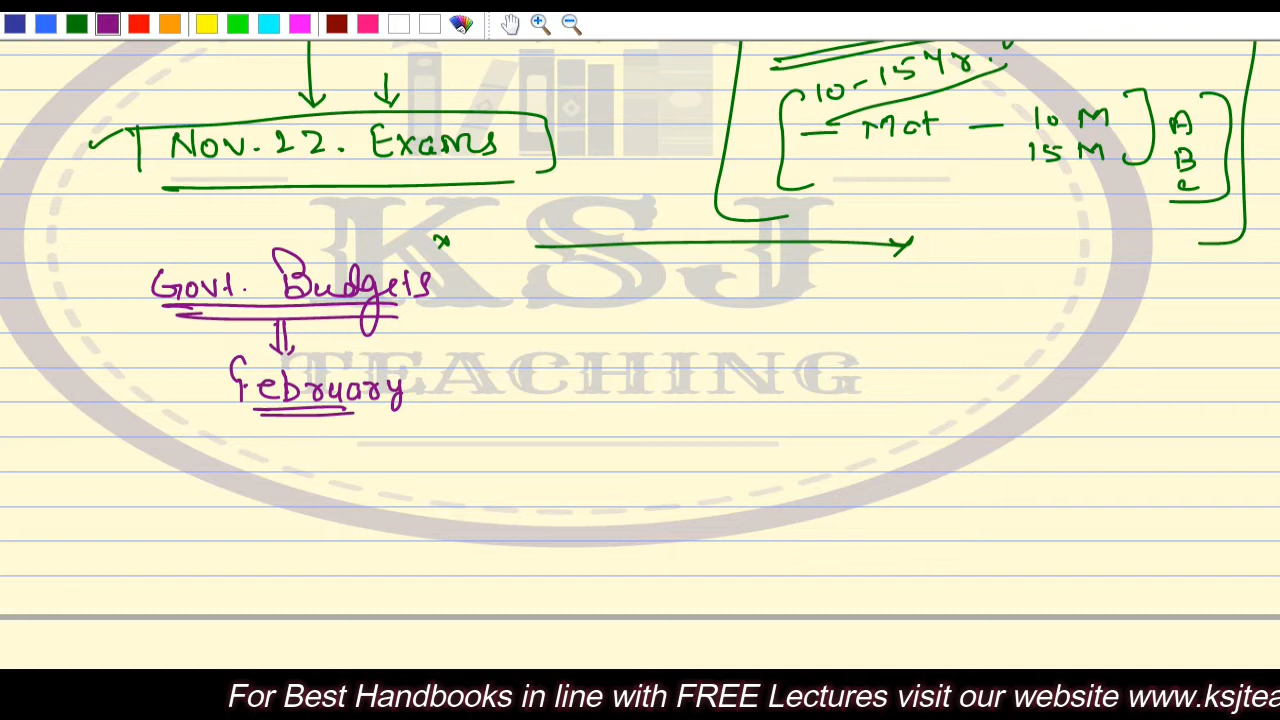 10-15 Yr.
Nov. 22. Exams
Mat — 10 M
15 M
A
B
C
Govt. Budgets
February
KSJ
TEACHING
For Best Handbooks in line with FREE Lectures visit our website www.ksjtea